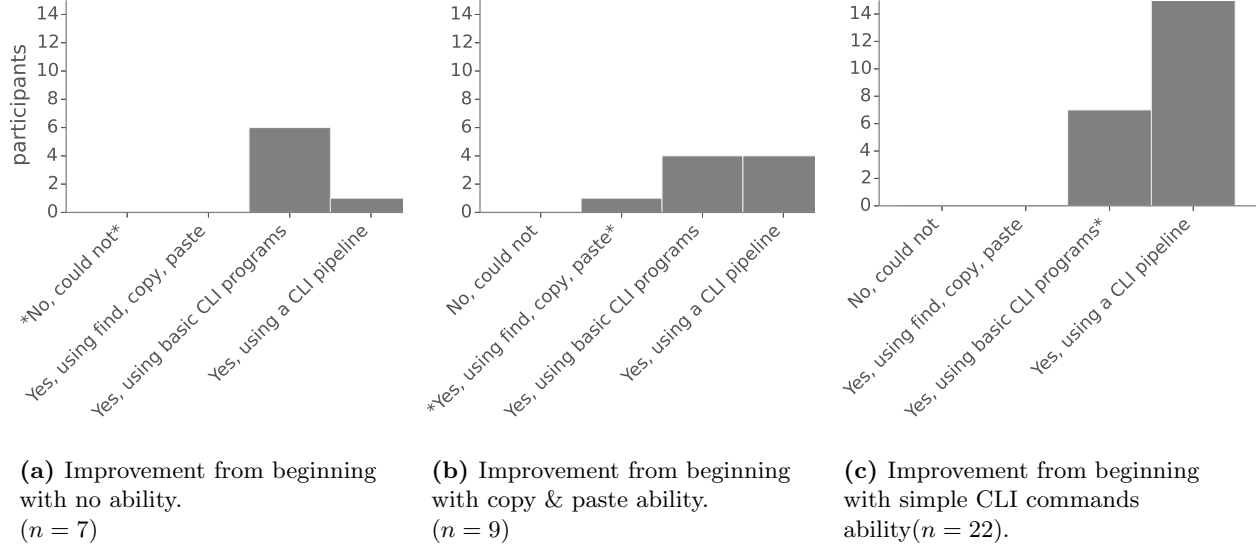 14
12
10
8
6
4
2
0
participants
*No, could not*
Yes, using find, copy, paste
Yes, using basic CLI programs
Yes, using a CLI pipeline
14
12
10
8
6
4
2
0
No, could not
*Yes, using find, copy, paste*
Yes, using basic CLI programs
Yes, using a CLI pipeline
14
12
10
8
6
4
2
0
No, could not
Yes, using find, copy, paste
Yes, using basic CLI programs*
Yes, using a CLI pipeline
(a) Improvement from beginning
with no ability.
(n = 7)
(b) Improvement from beginning
with copy & paste ability.
(n = 9)
(c) Improvement from beginning
with simple CLI commands
ability(n = 22).